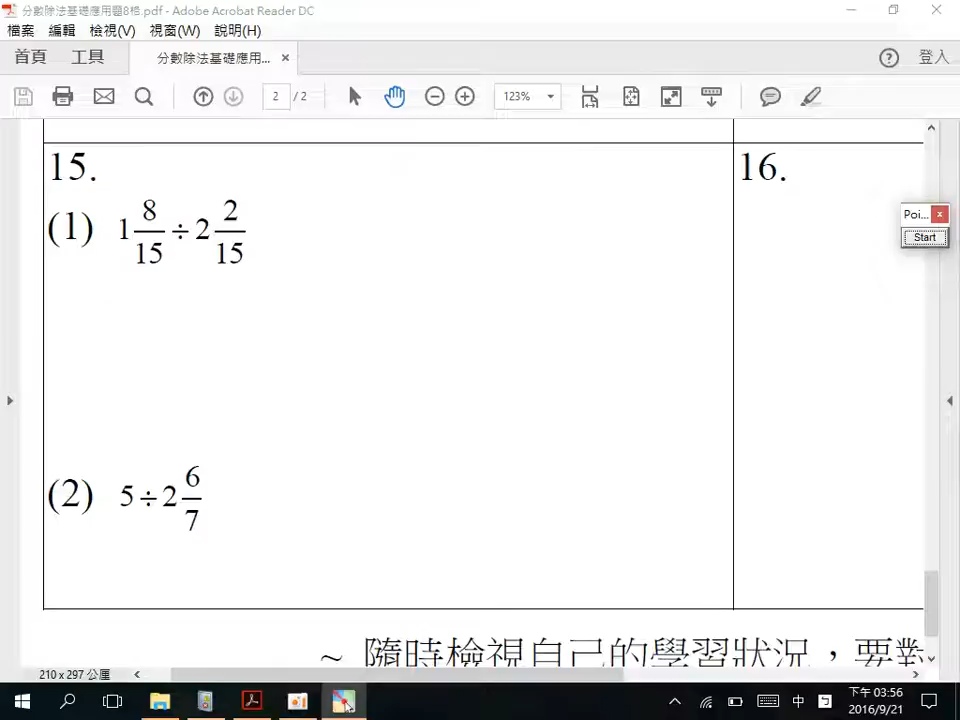 分數除法基礎應用題8格.pdf - Adobe Acrobat Reader DC
檔案 編輯 檢視(V) 視窗(W) 說明(H)
首頁 工具 分數除法基礎應用... × 登入
2 / 2 123%
15.
16.
(1) 1 8/15 ÷ 2 2/15
Poi... x
Start
(2) 5 ÷ 2 6/7
~ 隨時檢視自己的學習狀況，要對
210 x 297 公厘
中
下午 03:56
2016/9/21